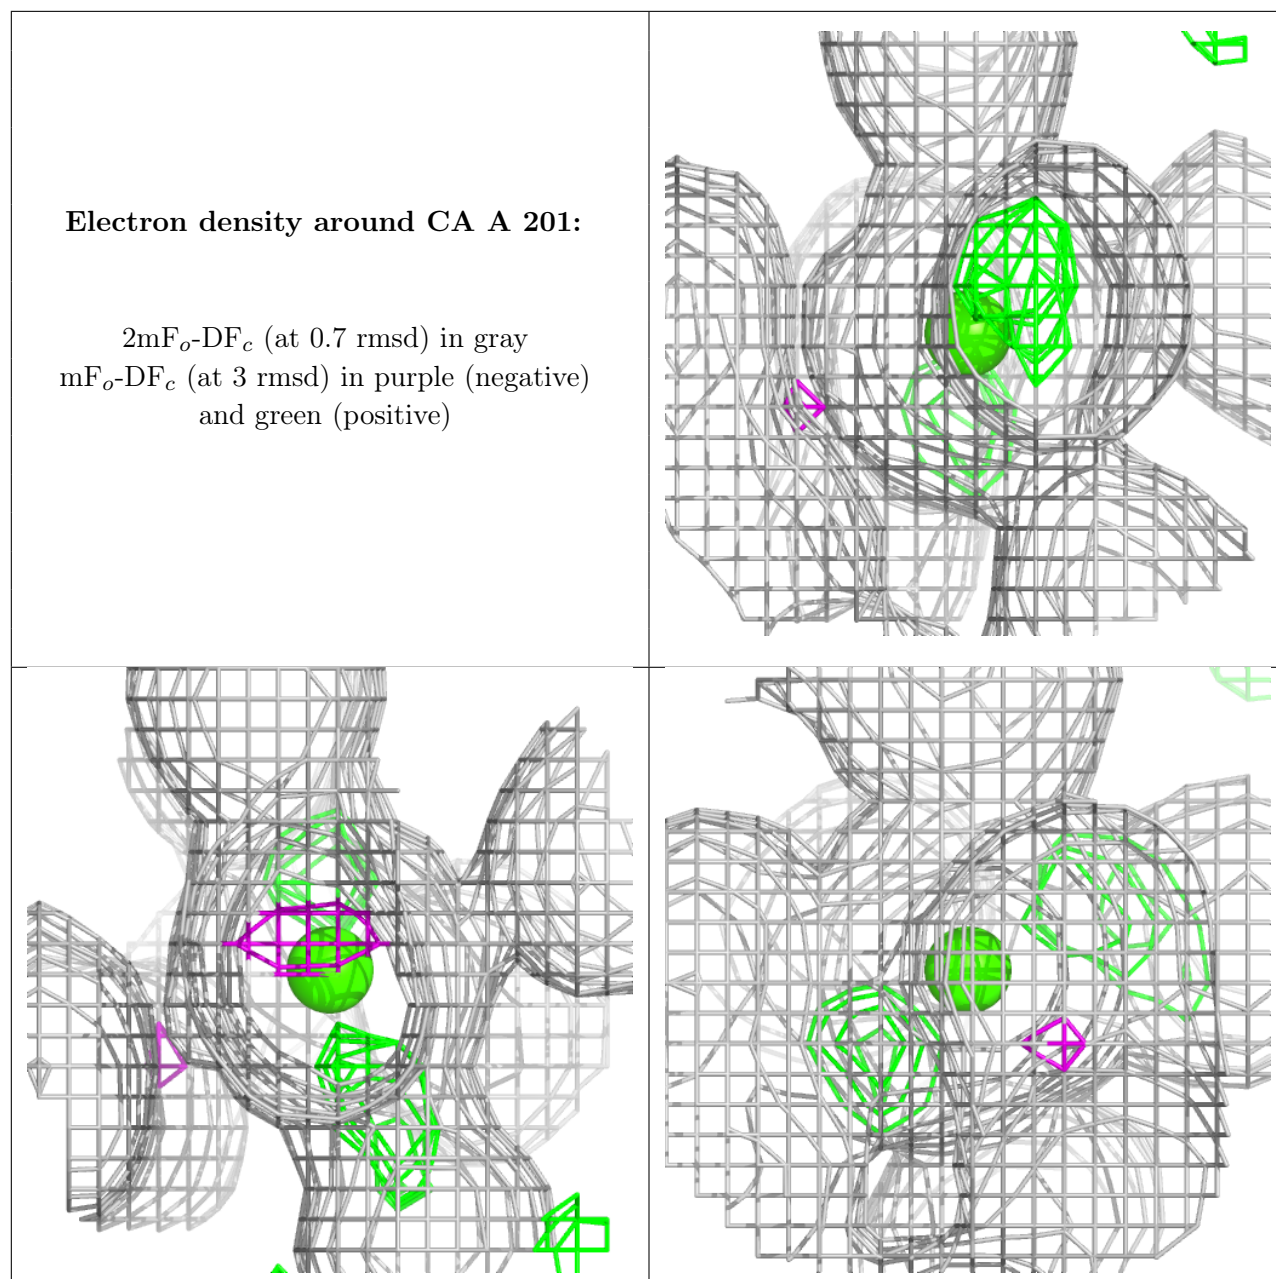 Electron density around CA A 201:
2mFo-DFc (at 0.7 rmsd) in gray
mFo-DFc (at 3 rmsd) in purple (negative)
and green (positive)